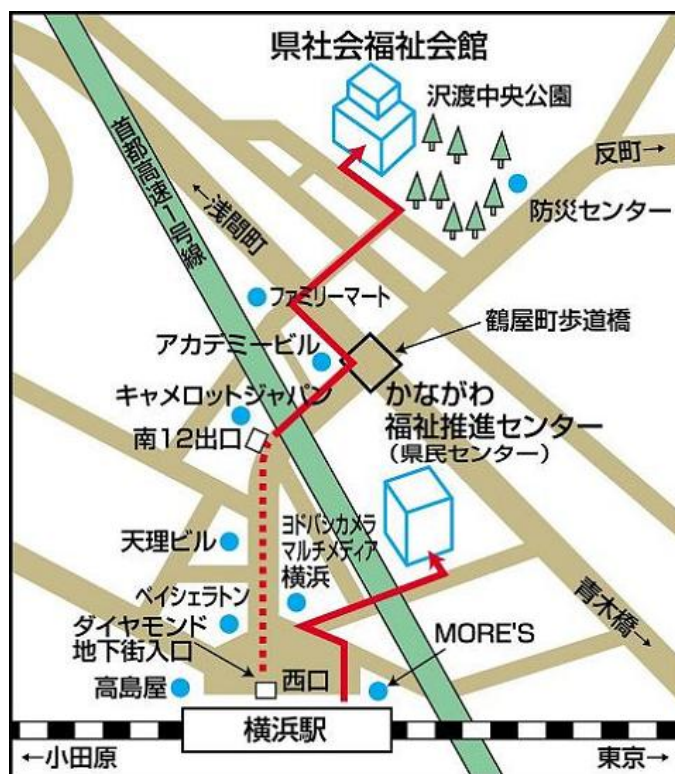 県社会福祉会館
沢渡中央公園
反町→
首都高速1号線
←浅間町
防災センター
ファミリーマート
鶴屋町歩道橋
アカデミービル
キャメロットジャパン
かながわ
福祉推進センター
(県民センター)
南12出口
ヨドバシカメラ
マルチメディア
横浜
天理ビル
ベイシェラトン
青木橋→
ダイヤモンド
地下街入口
MORE'S
西口
高島屋
横浜駅
←小田原
東京→